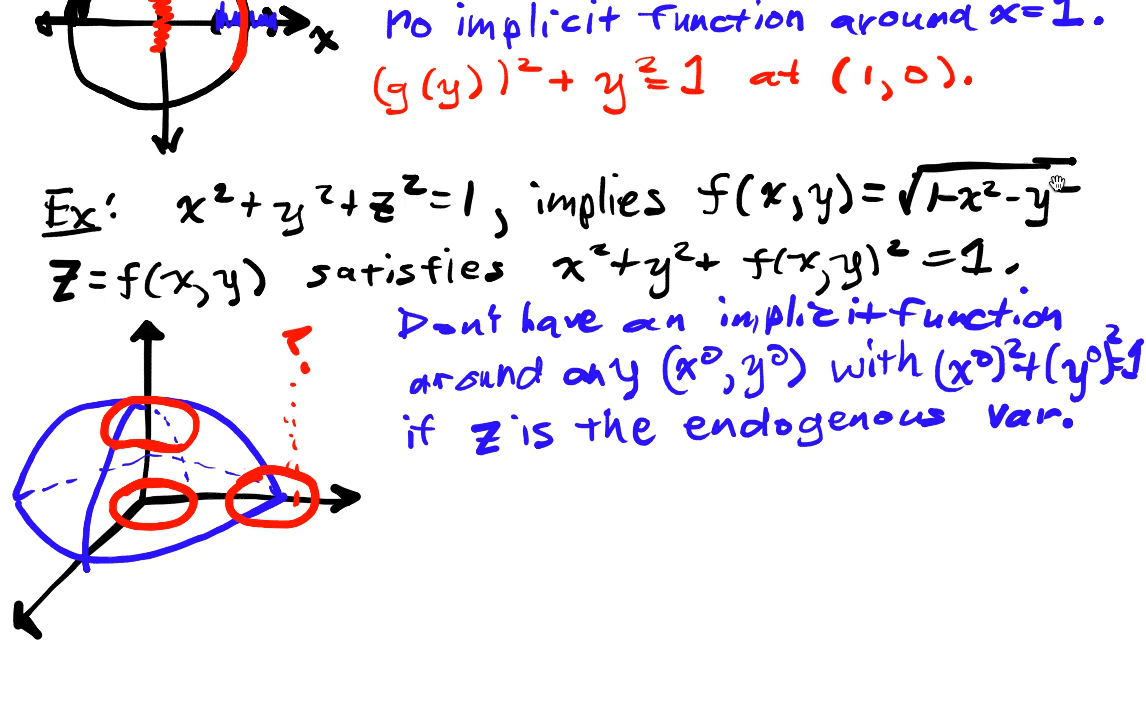 no implicit function around x=1.
x
(g(y))² + y² = 1 at (1,0).
Ex: x²+y²+z²=1, implies f(x,y)=√1-x²-y²
z=f(x,y) satisfies x²+y²+f(x,y)²=1.
Don't have an implicit function
around any (x⁰,y⁰) with (x⁰)²+(y⁰)²=1
if z is the endogenous var.